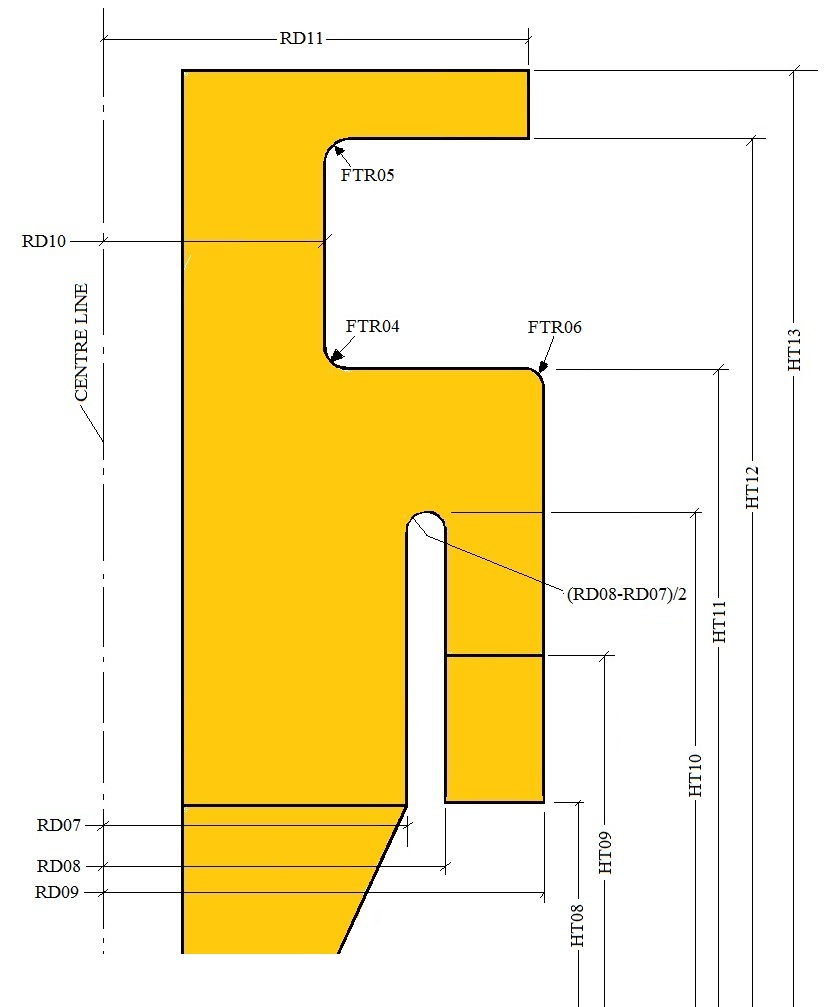 RD11
FTR05
RD10
CENTRE LINE
FTR04
FTR06
HT13
HT12
(RD08-RD07)/2
HT11
HT10
RD07
RD08
HT09
RD09
HT08